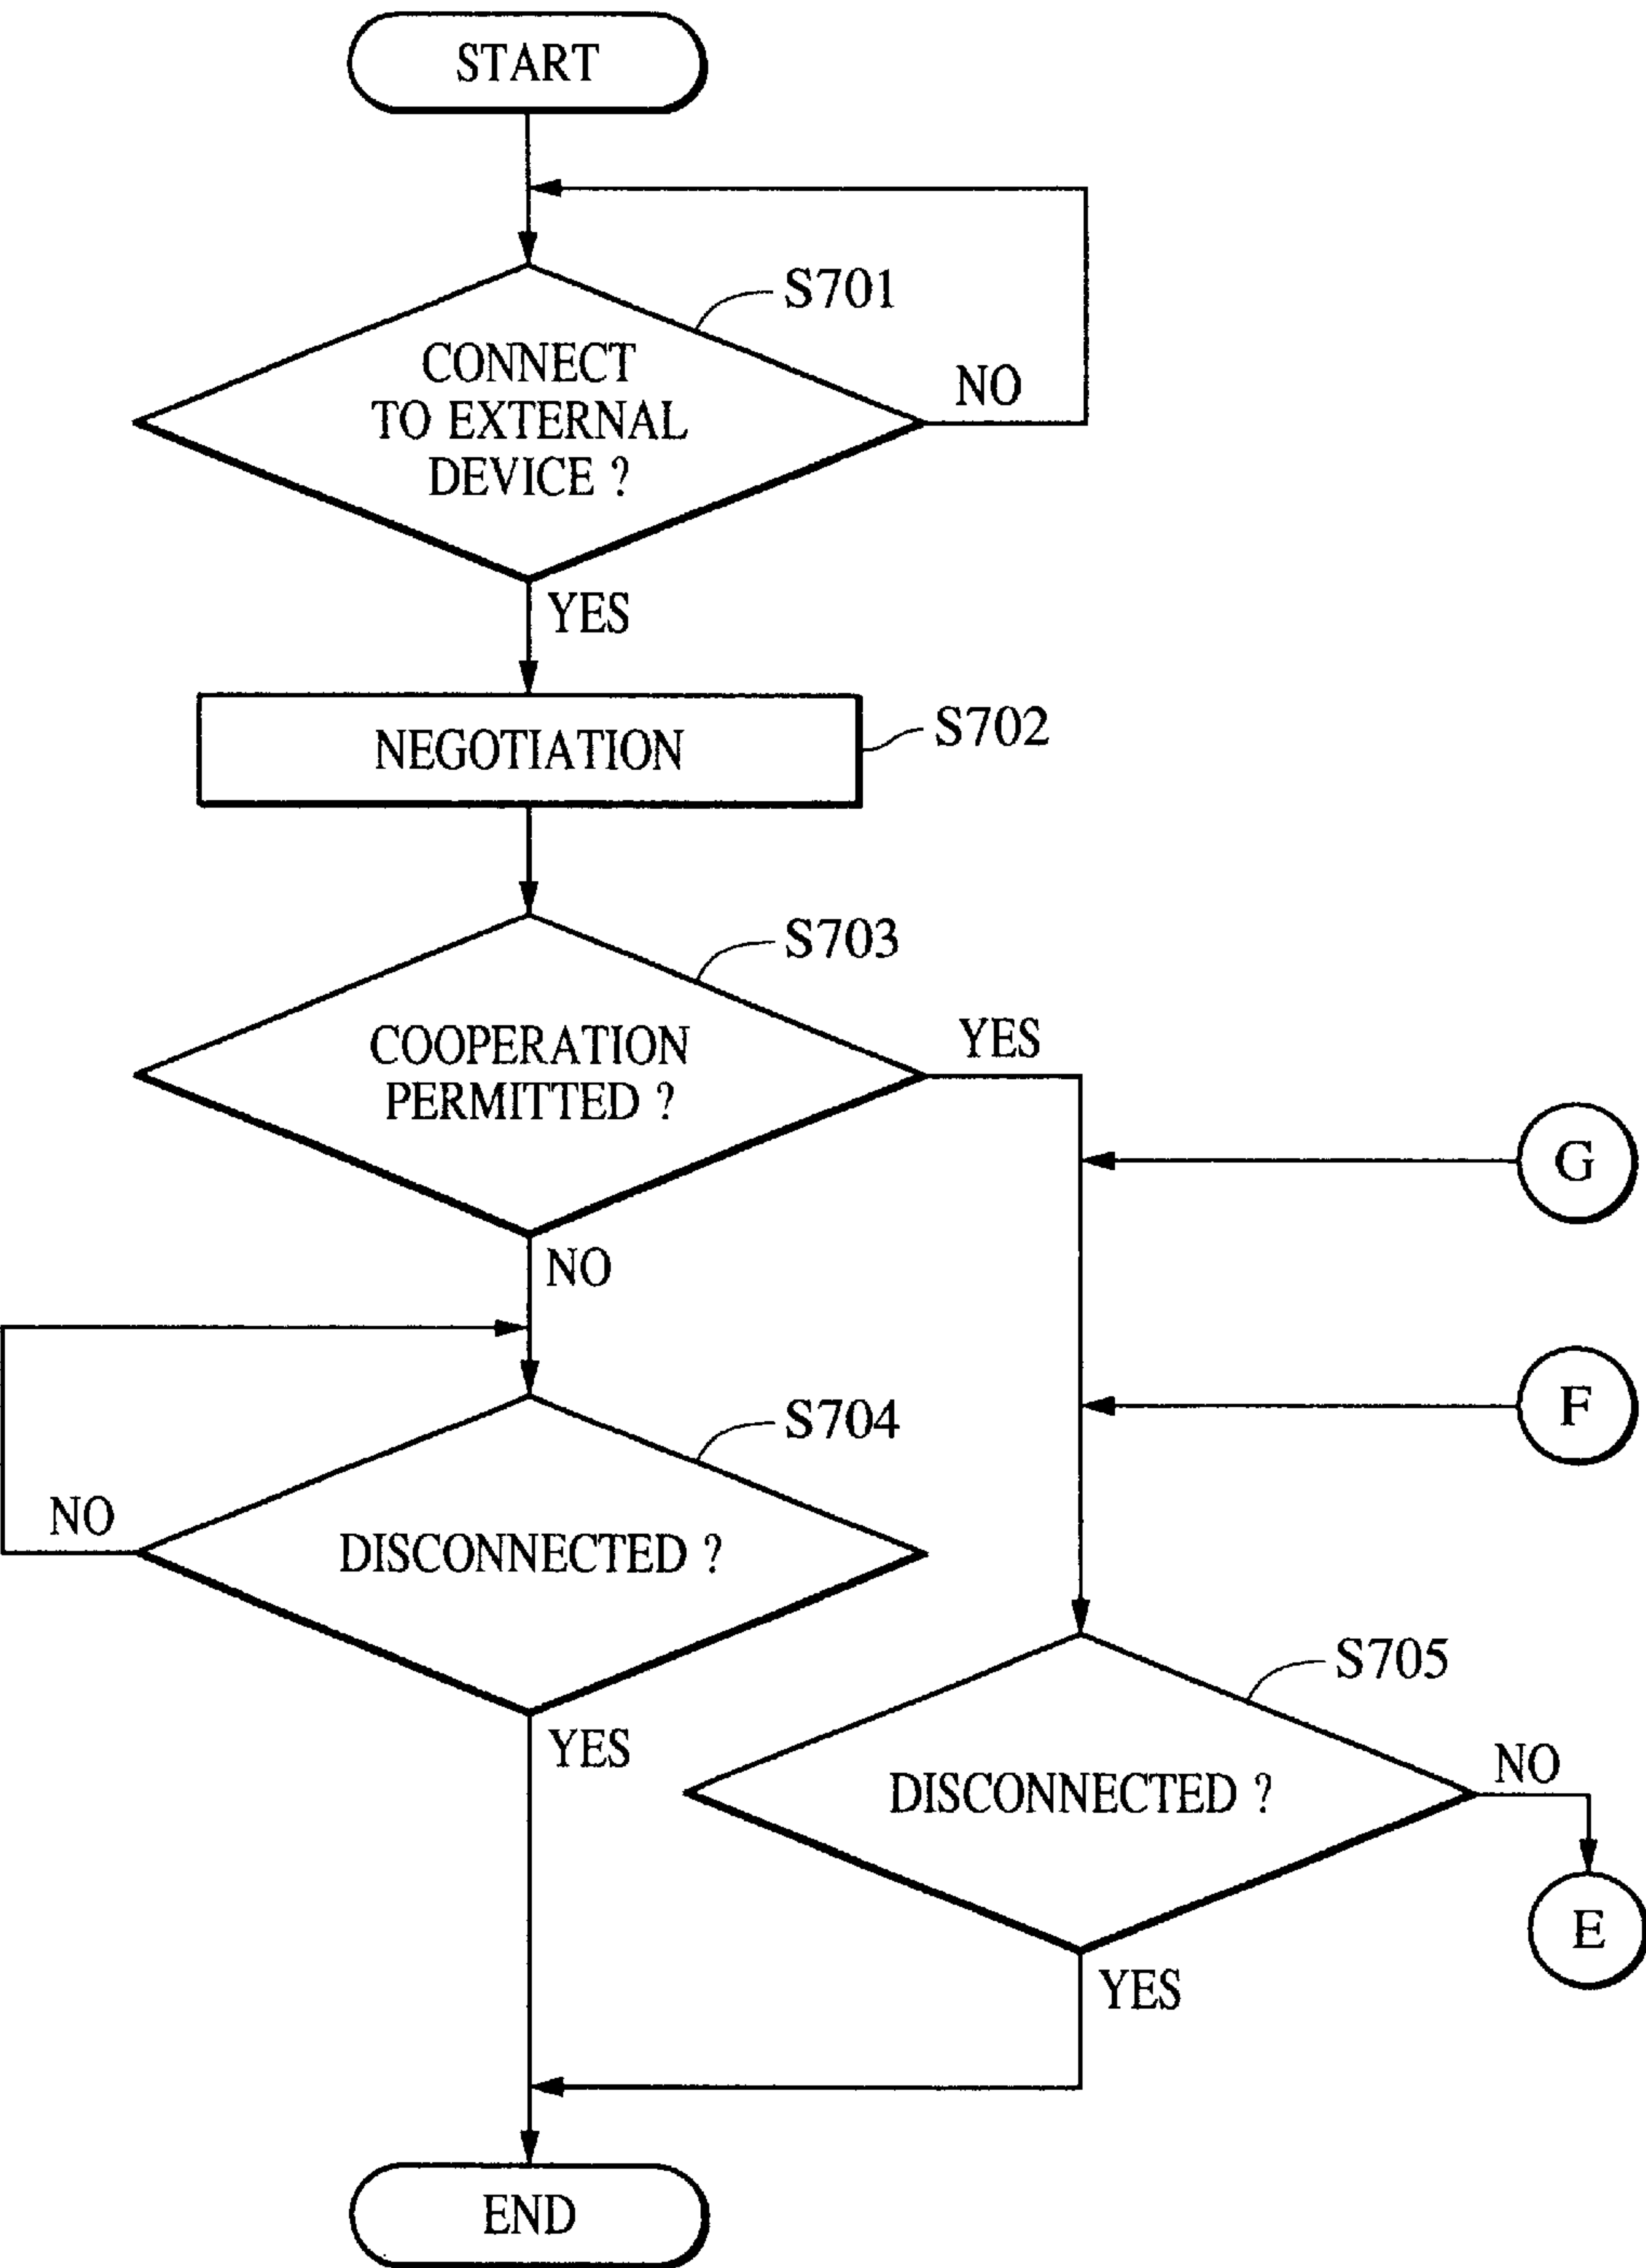 START
S701
CONNECT
TO EXTERNAL
DEVICE ?
NO
YES
NEGOTIATION
S702
S703
COOPERATION
PERMITTED ?
YES
G
NO
F
S704
NO
DISCONNECTED ?
S705
YES
DISCONNECTED ?
NO
E
YES
END